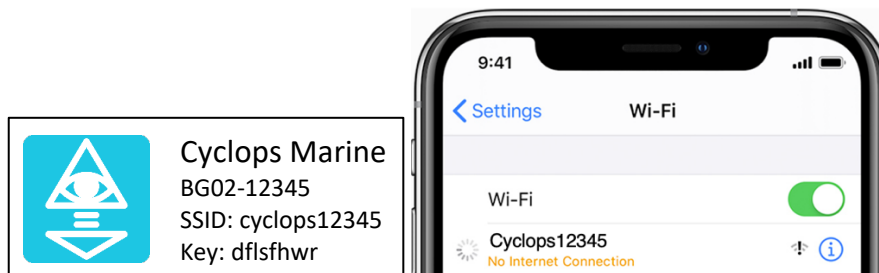 Cyclops Marine
BG02-12345
SSID: cyclops12345
Key: dflsfhwr
9:41
Settings
Wi-Fi
Wi-Fi
Cyclops12345
No Internet Connection